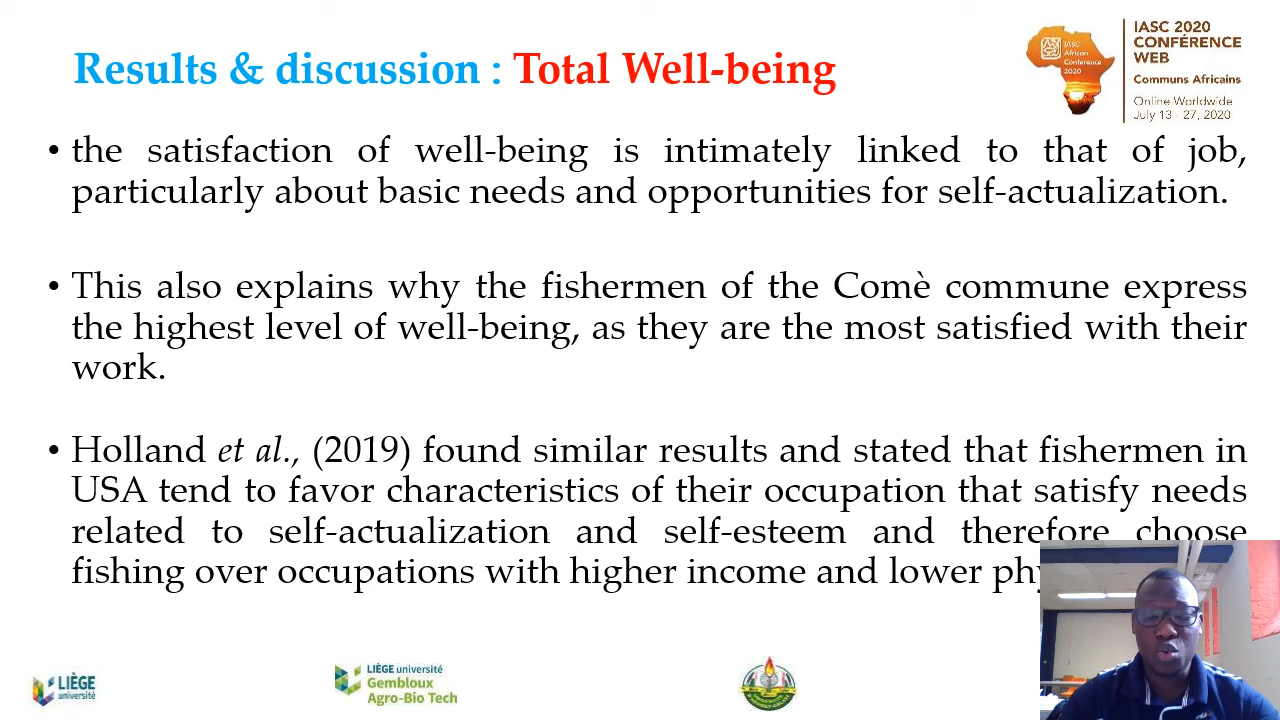 Results & discussion : Total Well-being
IASC 2020
CONFÉRENCE
WEB
Communs Africains
Online Worldwide
July 13 - 27, 2020
IASC
African
Conference
2020
• the satisfaction of well-being is intimately linked to that of job,
particularly about basic needs and opportunities for self-actualization.
• This also explains why the fishermen of the Comè commune express
the highest level of well-being, as they are the most satisfied with their
work.
• Holland et al., (2019) found similar results and stated that fishermen in
USA tend to favor characteristics of their occupation that satisfy needs
related to self-actualization and self-esteem and therefore choose
fishing over occupations with higher income and lower
LIÈGE
université
LIÈGE université
Gembloux
Agro-Bio Tech